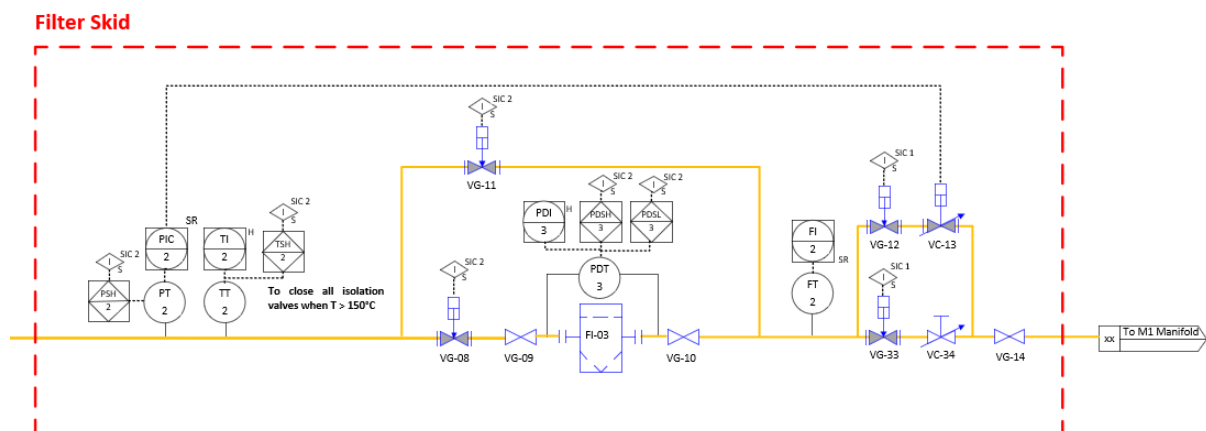 Filter Skid
I
S
SIC 2
VG-11
I
S
SIC 2
PSH
2
PIC
2
SR
PT
2
TI
2
H
TT
2
I
S
SIC 2
TSH
2
To close all isolation
valves when T > 150°C
I
S
SIC 2
VG-08
VG-09
PDI
3
H
I
S
SIC 2
PDSH
3
I
S
SIC 2
PDSL
3
PDT
3
FI-03
VG-10
FI
2
SR
FT
2
I
S
SIC 1
VG-12
VC-13
I
S
SIC 1
VG-33
VC-34
VG-14
xx
To M1 Manifold